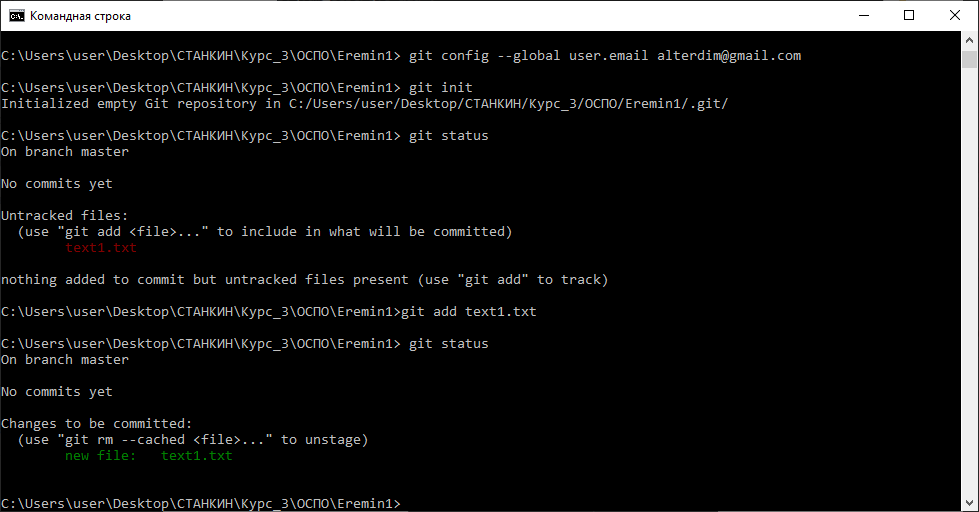 Командная строка
C:\Users\user\Desktop\СТАНКИН\Курс_3\ОСПО\Eremin1> git config --global user.email alterdim@gmail.com
C:\Users\user\Desktop\СТАНКИН\Курс_3\ОСПО\Eremin1> git init
Initialized empty Git repository in C:/Users/user/Desktop/СТАНКИН/Курс_3/ОСПО/Eremin1/.git/
C:\Users\user\Desktop\СТАНКИН\Курс_3\ОСПО\Eremin1> git status
On branch master
No commits yet
Untracked files:
(use "git add <file>..." to include in what will be committed)
text1.txt
nothing added to commit but untracked files present (use "git add" to track)
C:\Users\user\Desktop\СТАНКИН\Курс_3\ОСПО\Eremin1>git add text1.txt
C:\Users\user\Desktop\СТАНКИН\Курс_3\ОСПО\Eremin1> git status
On branch master
No commits yet
Changes to be committed:
(use "git rm --cached <file>..." to unstage)
new file:   text1.txt
C:\Users\user\Desktop\СТАНКИН\Курс_3\ОСПО\Eremin1>